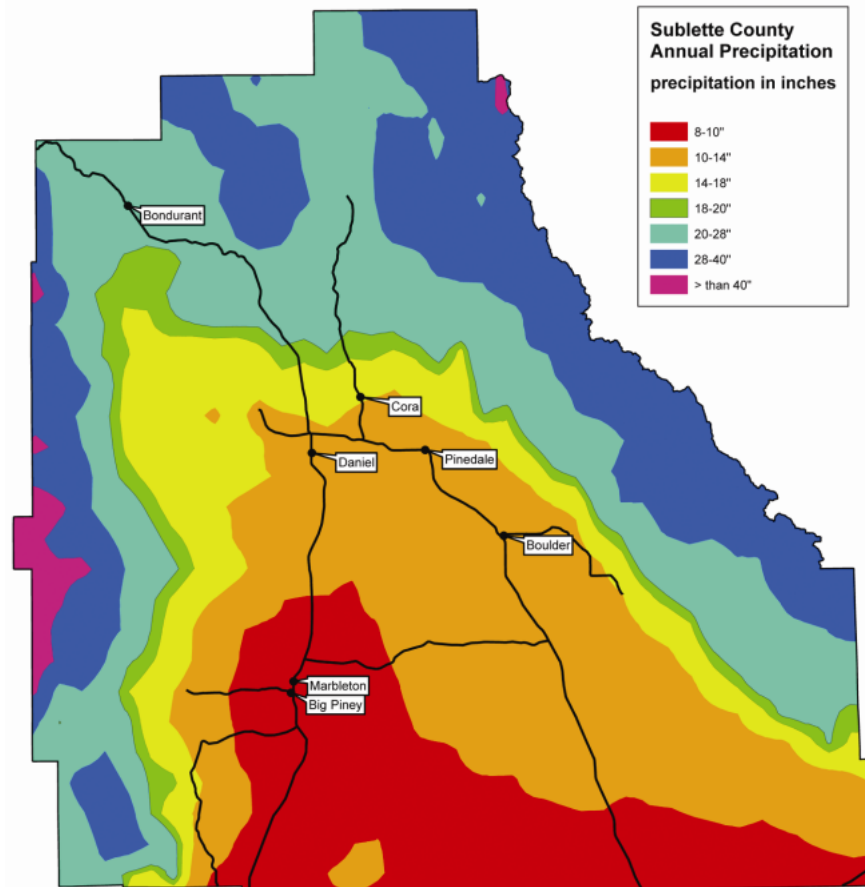 Sublette County
Annual Precipitation
precipitation in inches
8-10"
10-14"
14-18"
18-20"
20-28"
28-40"
> than 40"
Bondurant
Cora
Daniel
Pinedale
Boulder
Marbleton
Big Piney